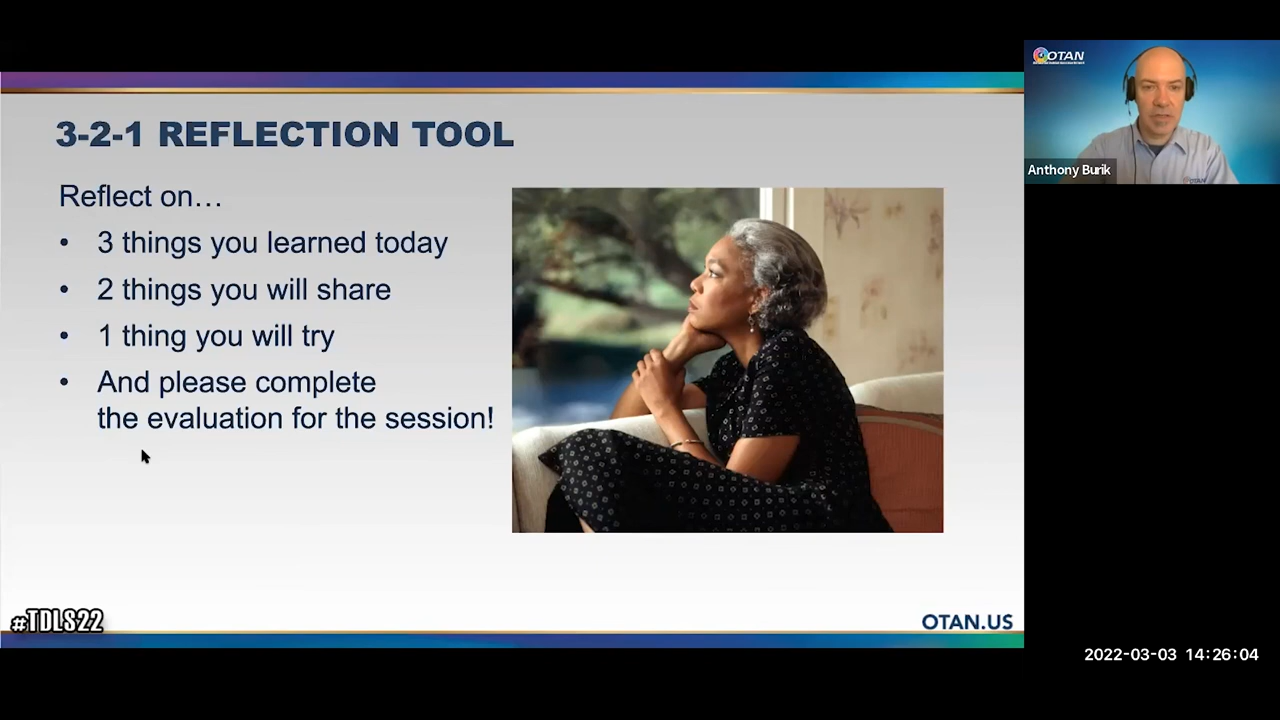 3-2-1 REFLECTION TOOL
Reflect on…
• 3 things you learned today
• 2 things you will share
• 1 thing you will try
• And please complete
the evaluation for the session!
#TDLS22
OTAN.US
OTAN
Anthony Burik
OTAN
2022-03-03 14:26:04